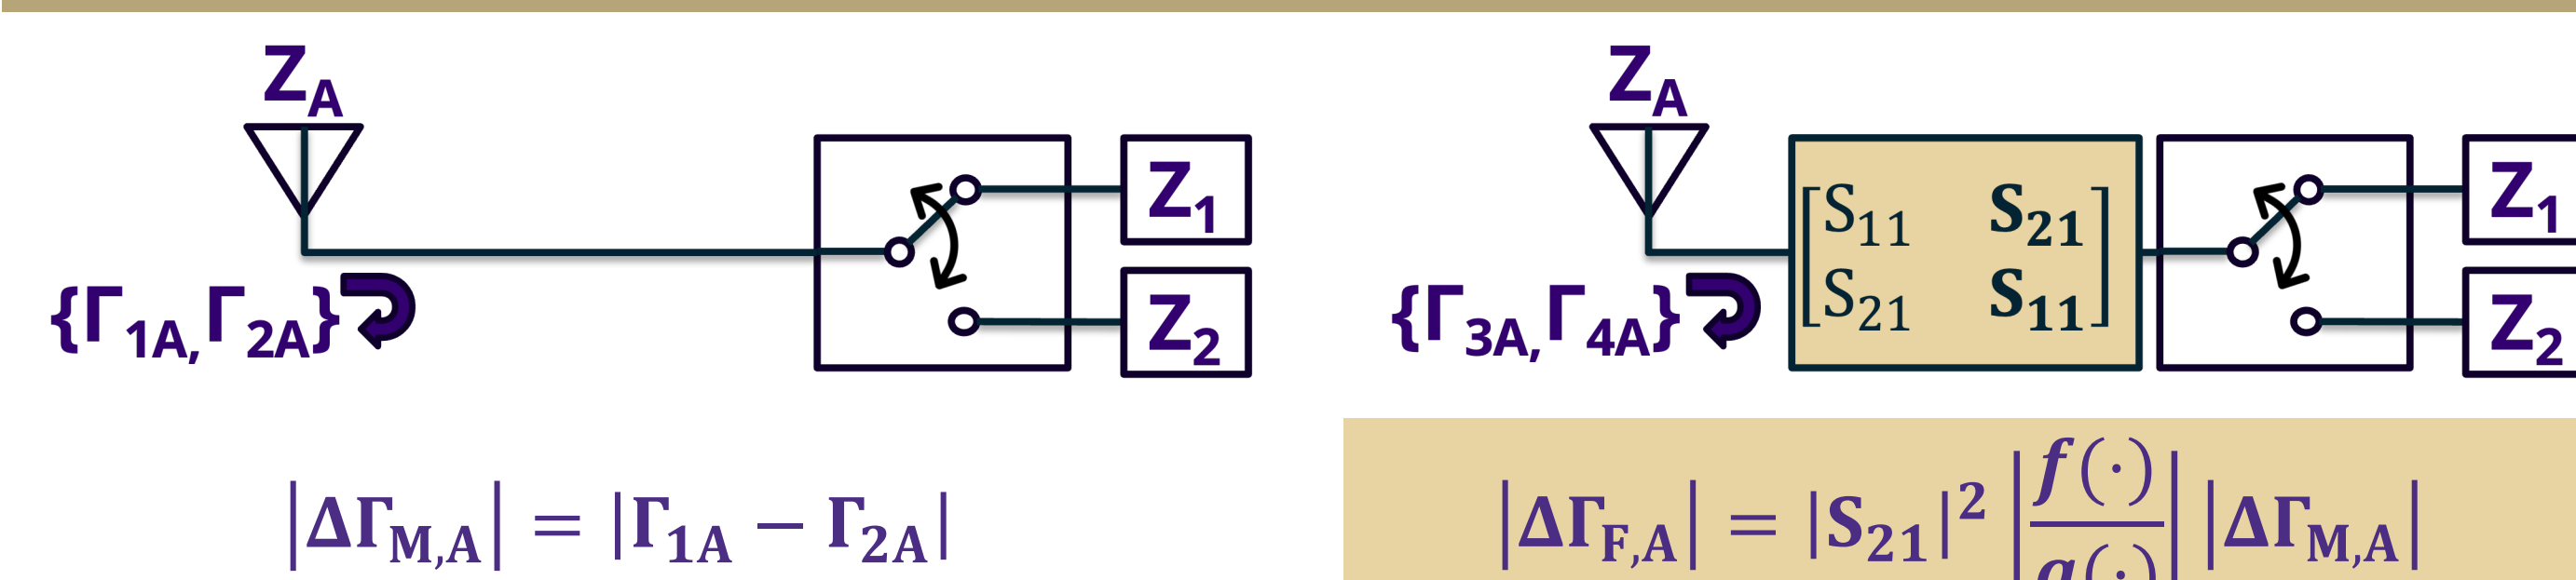 Z_A
Z_1
Z_2
{Γ_1A, Γ_2A}
|ΔΓ_M,A| = |Γ_1A − Γ_2A|
Z_A
[S_11 S_21
S_21 S_11]
Z_1
Z_2
{Γ_3A, Γ_4A}
|ΔΓ_F,A| = |S_21|^2 |f(·)/g(·)| |ΔΓ_M,A|